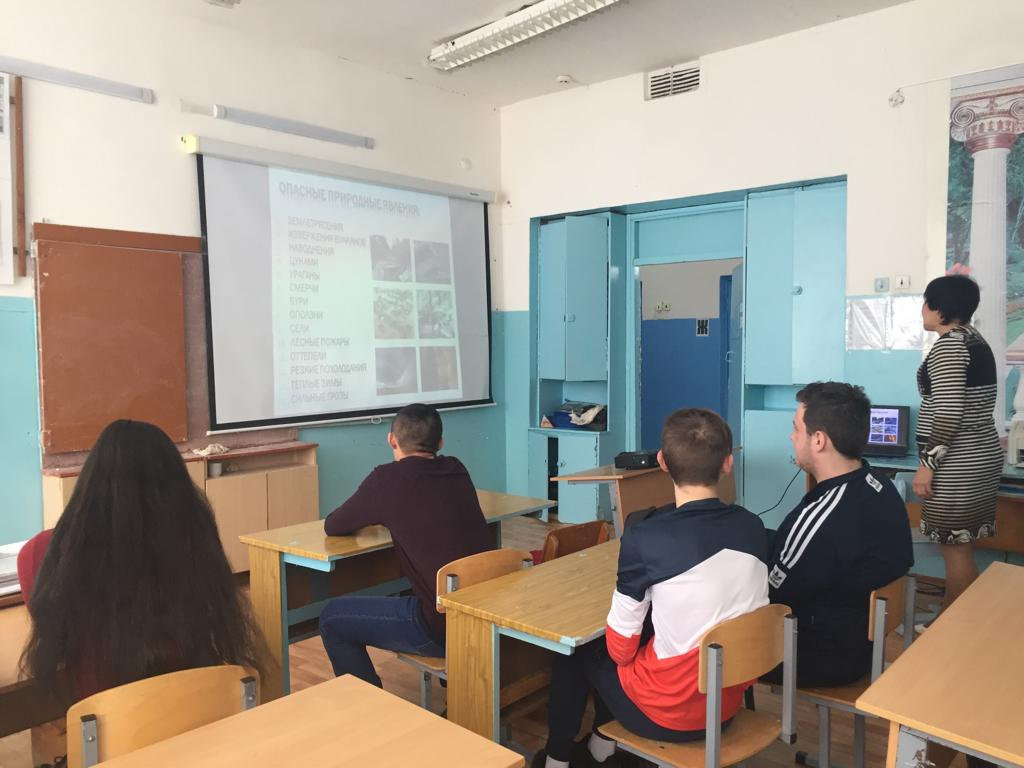 ОПАСНЫЕ ПРИРОДНЫЕ ЯВЛЕНИЯ:
ЗЕМЛЕТРЯСЕНИЯ
ИЗВЕРЖЕНИЯ ВУЛКАНОВ
НАВОДНЕНИЯ
ЦУНАМИ
УРАГАНЫ
СМЕРЧИ
БУРИ
ОПОЛЗНИ
СЕЛИ
ЛЕСНЫЕ ПОЖАРЫ
ОТТЕПЕЛИ
РЕЗКИЕ ПОХОЛОДАНИЯ
ТЕПЛЫЕ ЗИМЫ
СИЛЬНЫЕ ГРОЗЫ
Ж